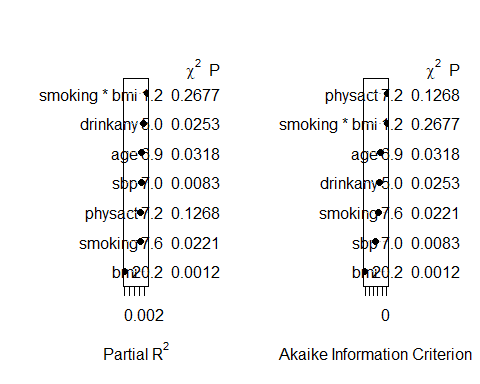 χ2 P
smoking * bmi 1.2 0.2677
drinkany 5.0 0.0253
age 6.9 0.0318
sbp 7.0 0.0083
physact 7.2 0.1268
smoking 7.6 0.0221
bmi 20.2 0.0012
0.002
Partial R2
χ2 P
physact 7.2 0.1268
smoking * bmi 1.2 0.2677
age 6.9 0.0318
drinkany 5.0 0.0253
smoking 7.6 0.0221
sbp 7.0 0.0083
bmi 20.2 0.0012
0
Akaike Information Criterion